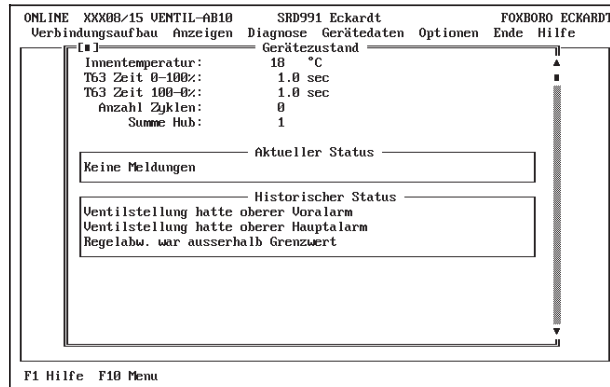 ONLINE XXX08/15 VENTIL-AB10 SRD991 Eckardt FOXBORO ECKARDT
Verbindungsaufbau Anzeigen Diagnose Gerätedaten Optionen Ende Hilfe
Gerätezustand
Innentemperatur: 18 °C
T63 Zeit 0-100%: 1.0 sec
T63 Zeit 100-0%: 1.0 sec
Anzahl Zyklen: 0
Summe Hub: 1
Aktueller Status
Keine Meldungen
Historischer Status
Ventilstellung hatte oberer Voralarm
Ventilstellung hatte oberer Hauptalarm
Regelabw. war ausserhalb Grenzwert
F1 Hilfe F10 Menu